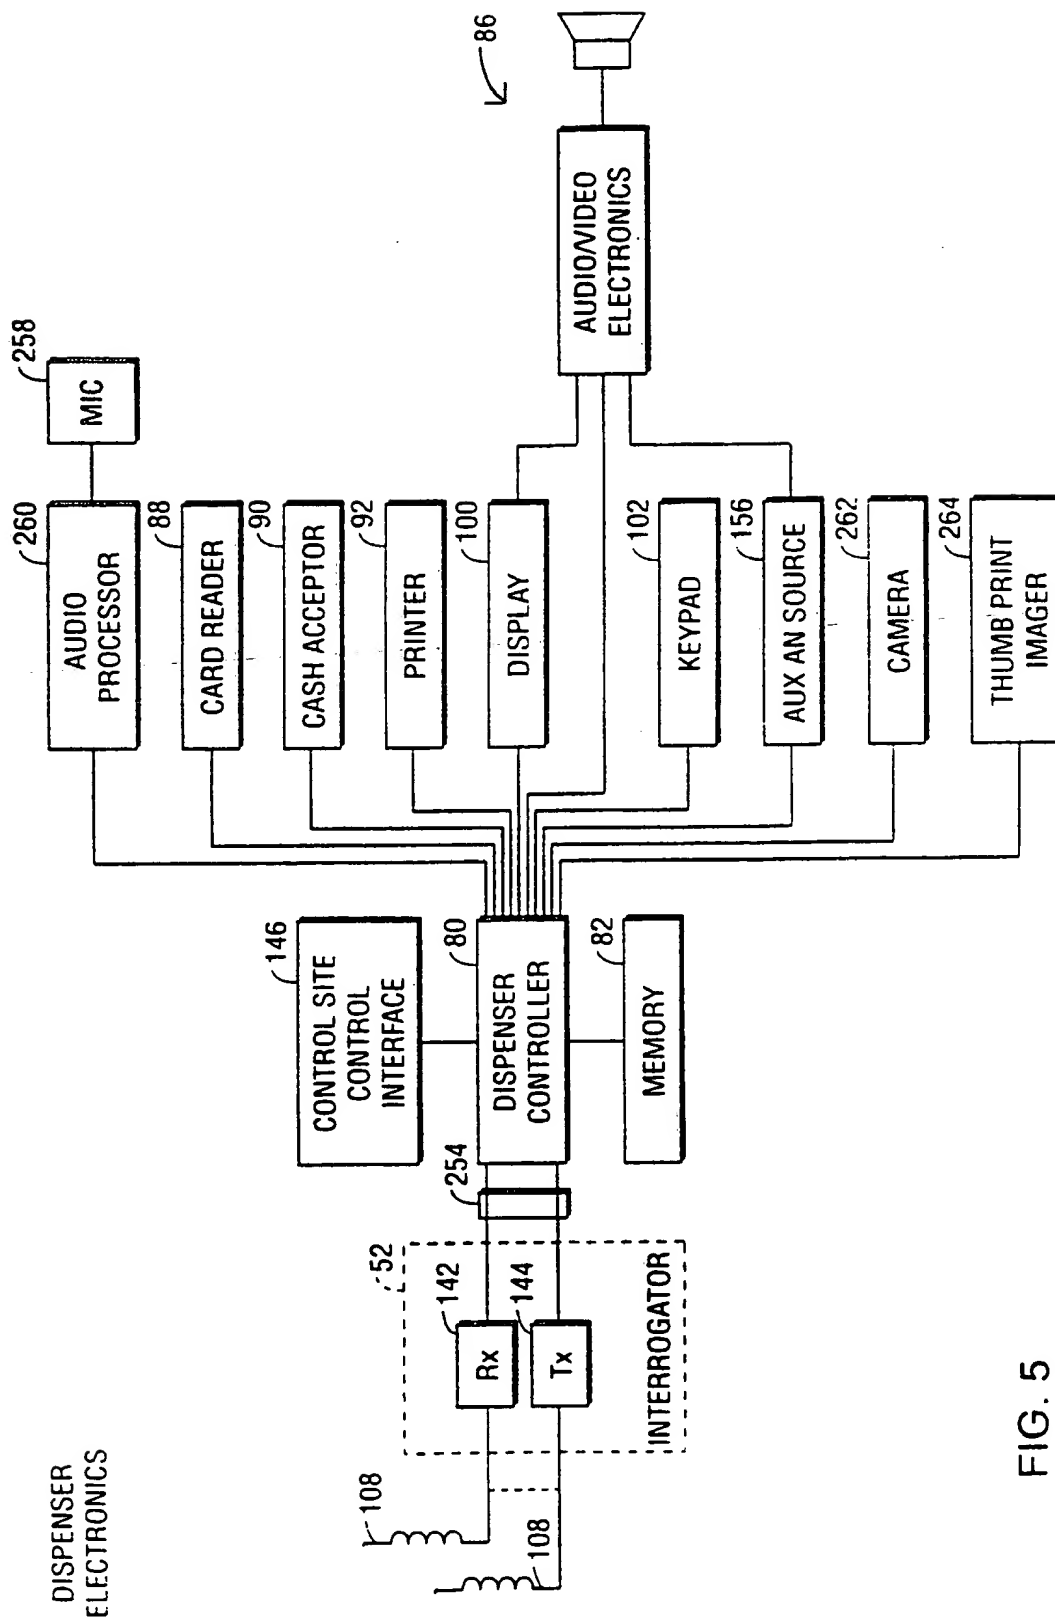 DISPENSER
ELECTRONICS
108
108
52
142
Rx
144
Tx
INTERROGATOR
254
146
CONTROL SITE
CONTROL
INTERFACE
80
DISPENSER
CONTROLLER
82
MEMORY
260
AUDIO
PROCESSOR
258
MIC
88
CARD READER
90
CASH ACCEPTOR
92
PRINTER
100
DISPLAY
102
KEYPAD
156
AUX AN SOURCE
262
CAMERA
264
THUMB PRINT
IMAGER
AUDIO/VIDEO
ELECTRONICS
86
FIG. 5